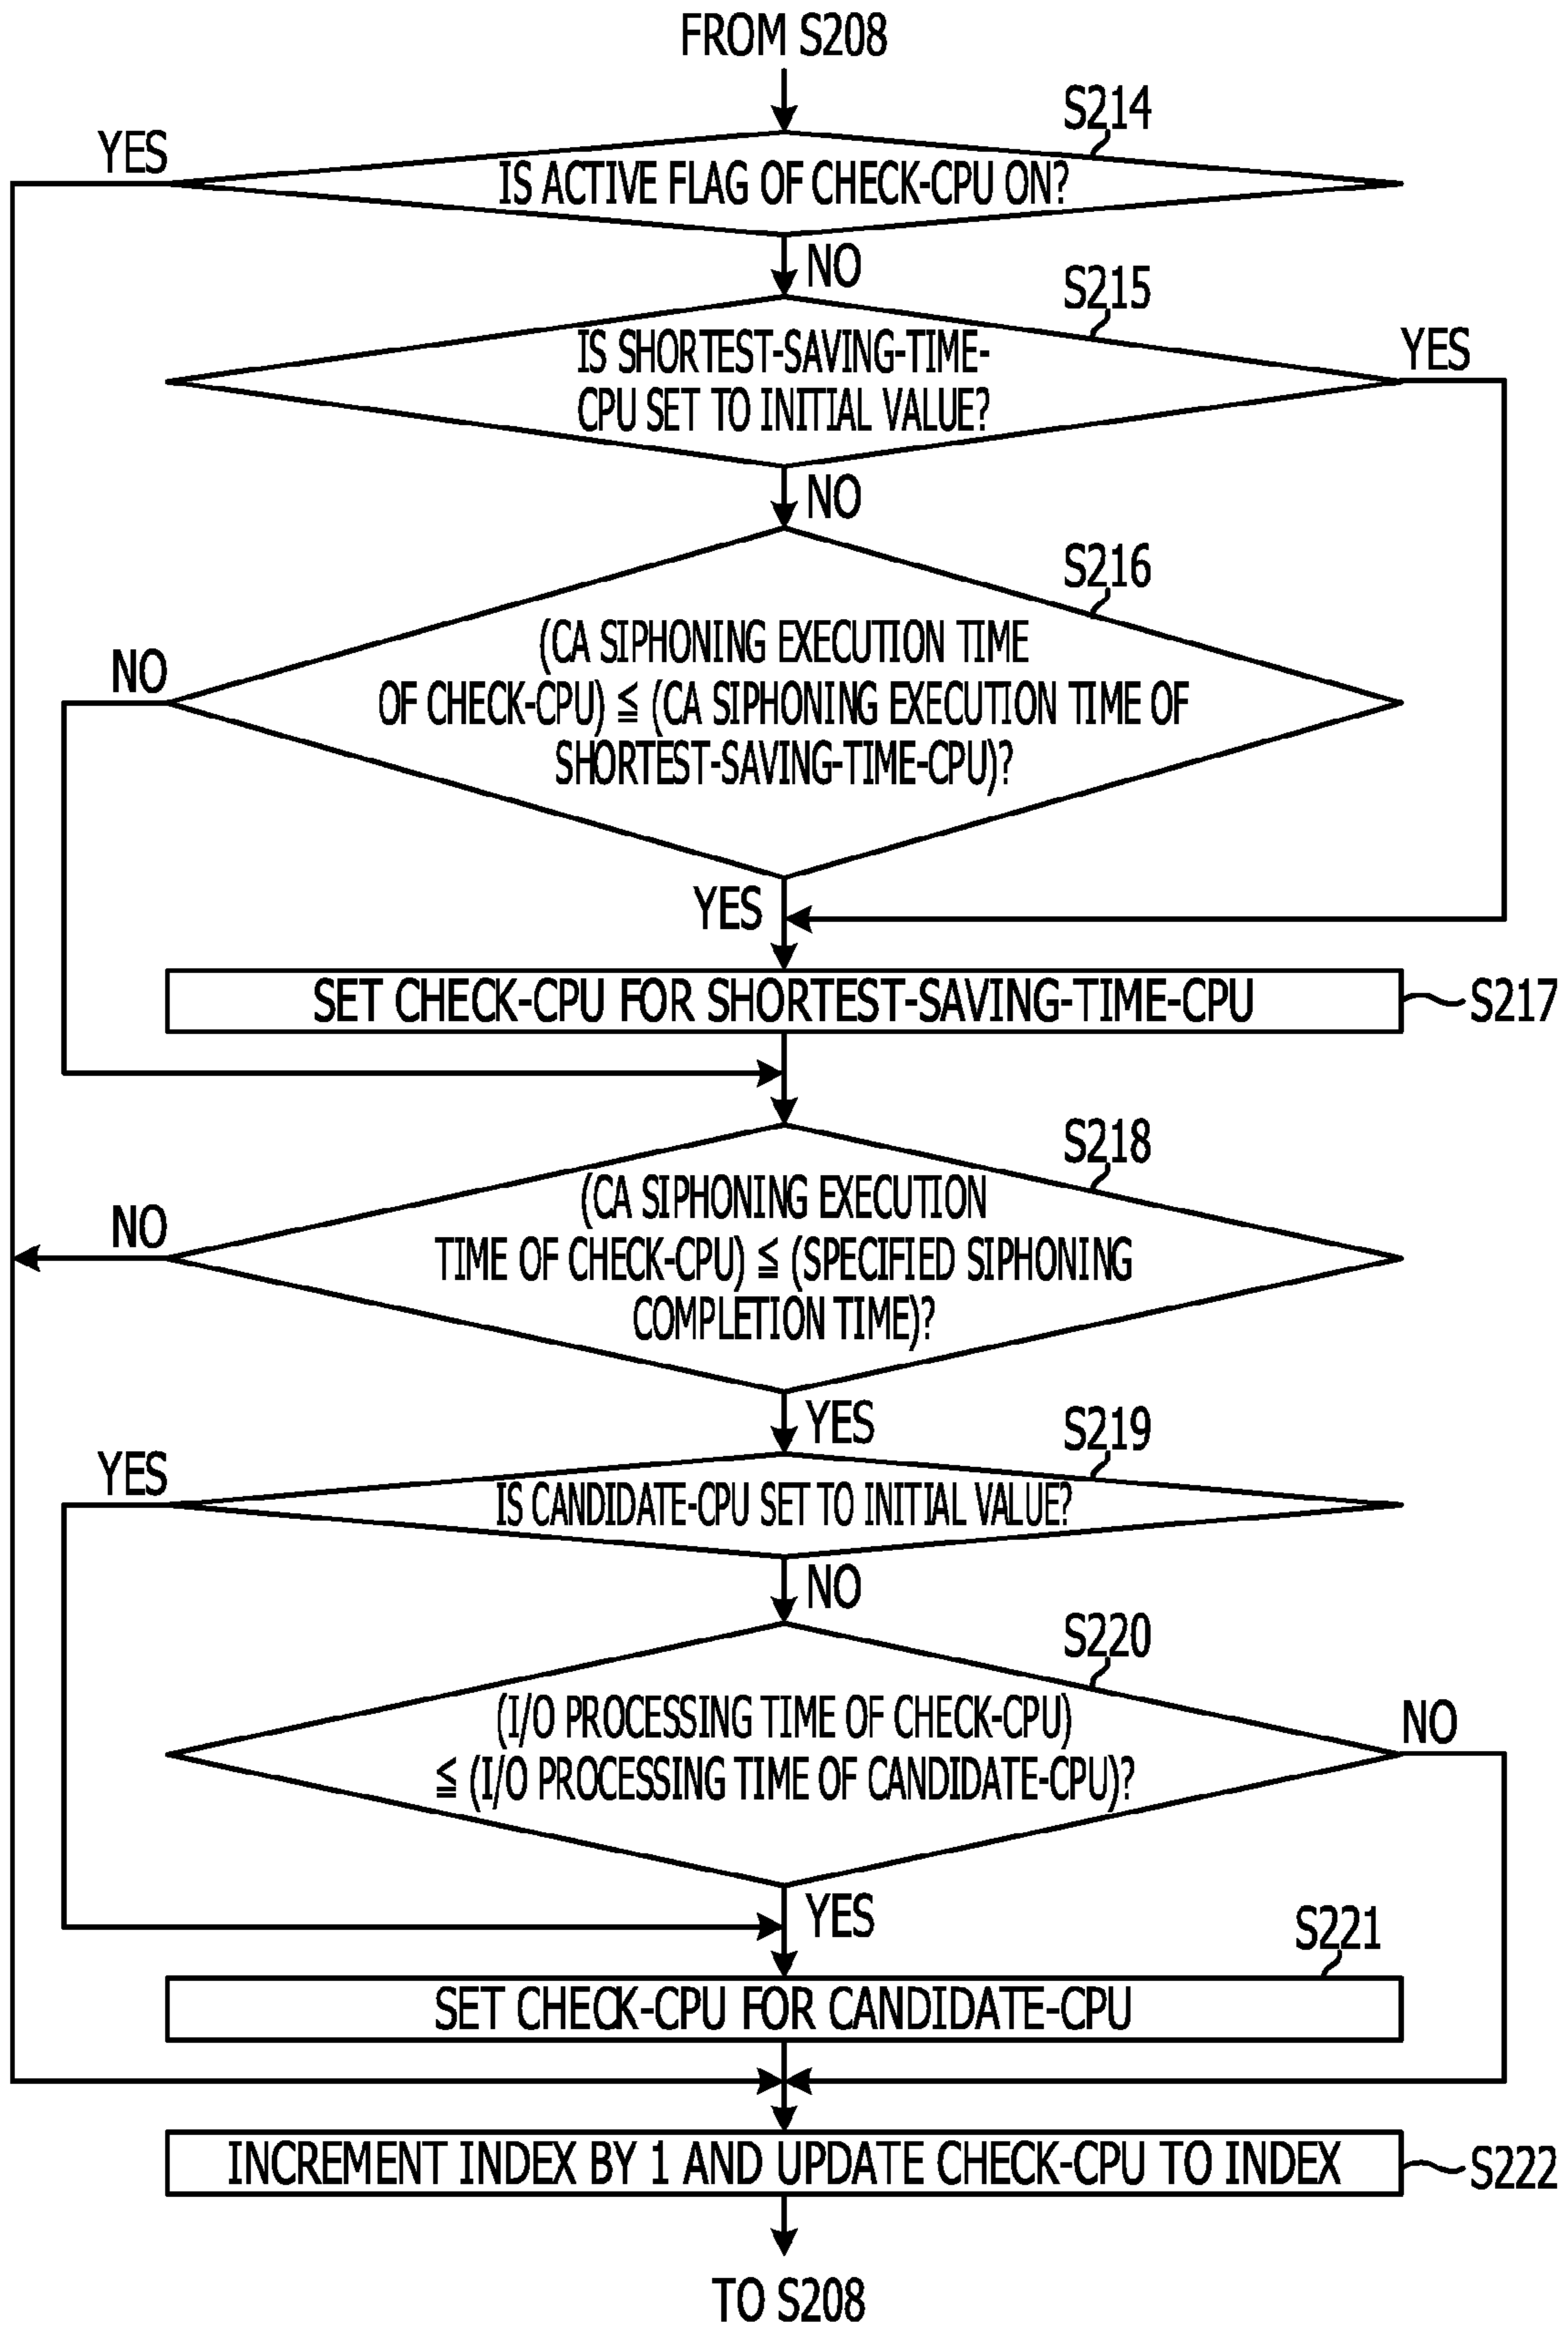 FROM S208
S214
YES
IS ACTIVE FLAG OF CHECK-CPU ON?
NO
S215
IS SHORTEST-SAVING-TIME-
CPU SET TO INITIAL VALUE?
YES
NO
S216
(CA SIPHONING EXECUTION TIME
OF CHECK-CPU) ≦ (CA SIPHONING EXECUTION TIME OF
SHORTEST-SAVING-TIME-CPU)?
NO
YES
SET CHECK-CPU FOR SHORTEST-SAVING-TIME-CPU
S217
S218
(CA SIPHONING EXECUTION
TIME OF CHECK-CPU) ≦ (SPECIFIED SIPHONING
COMPLETION TIME)?
NO
YES
S219
YES
IS CANDIDATE-CPU SET TO INITIAL VALUE?
NO
S220
(I/O PROCESSING TIME OF CHECK-CPU)
≦ (I/O PROCESSING TIME OF CANDIDATE-CPU)?
NO
YES
S221
SET CHECK-CPU FOR CANDIDATE-CPU
INCREMENT INDEX BY 1 AND UPDATE CHECK-CPU TO INDEX
S222
TO S208